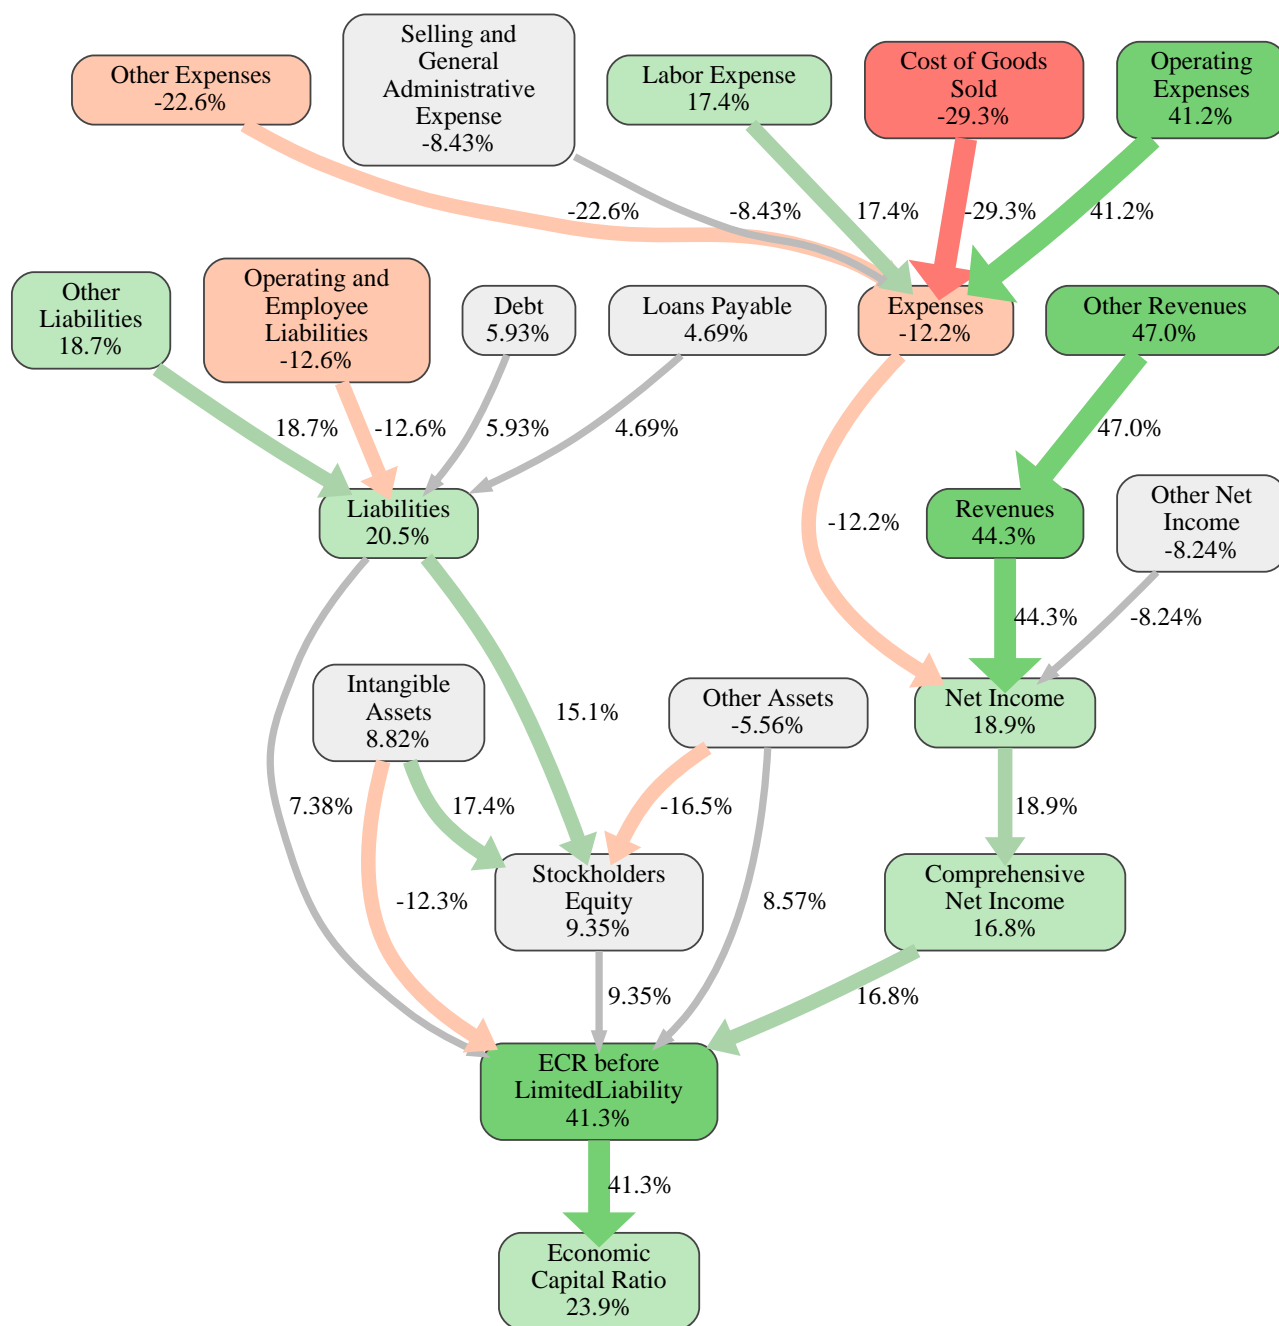 Other Expenses
-22.6%
Selling and
General
Administrative
Expense
-8.43%
Labor Expense
17.4%
Cost of Goods
Sold
-29.3%
Operating
Expenses
41.2%
-22.6%
-8.43%
17.4%
-29.3%
41.2%
Other
Liabilities
18.7%
Operating and
Employee
Liabilities
-12.6%
Debt
5.93%
Loans Payable
4.69%
Expenses
-12.2%
Other Revenues
47.0%
18.7%
-12.6%
5.93%
4.69%
47.0%
Liabilities
20.5%
-12.2%
Revenues
44.3%
Other Net
Income
-8.24%
44.3%
-8.24%
Intangible
Assets
8.82%
15.1%
Other Assets
-5.56%
Net Income
18.9%
7.38%
17.4%
-16.5%
18.9%
-12.3%
Stockholders
Equity
9.35%
8.57%
Comprehensive
Net Income
16.8%
9.35%
16.8%
ECR before
LimitedLiability
41.3%
41.3%
Economic
Capital Ratio
23.9%